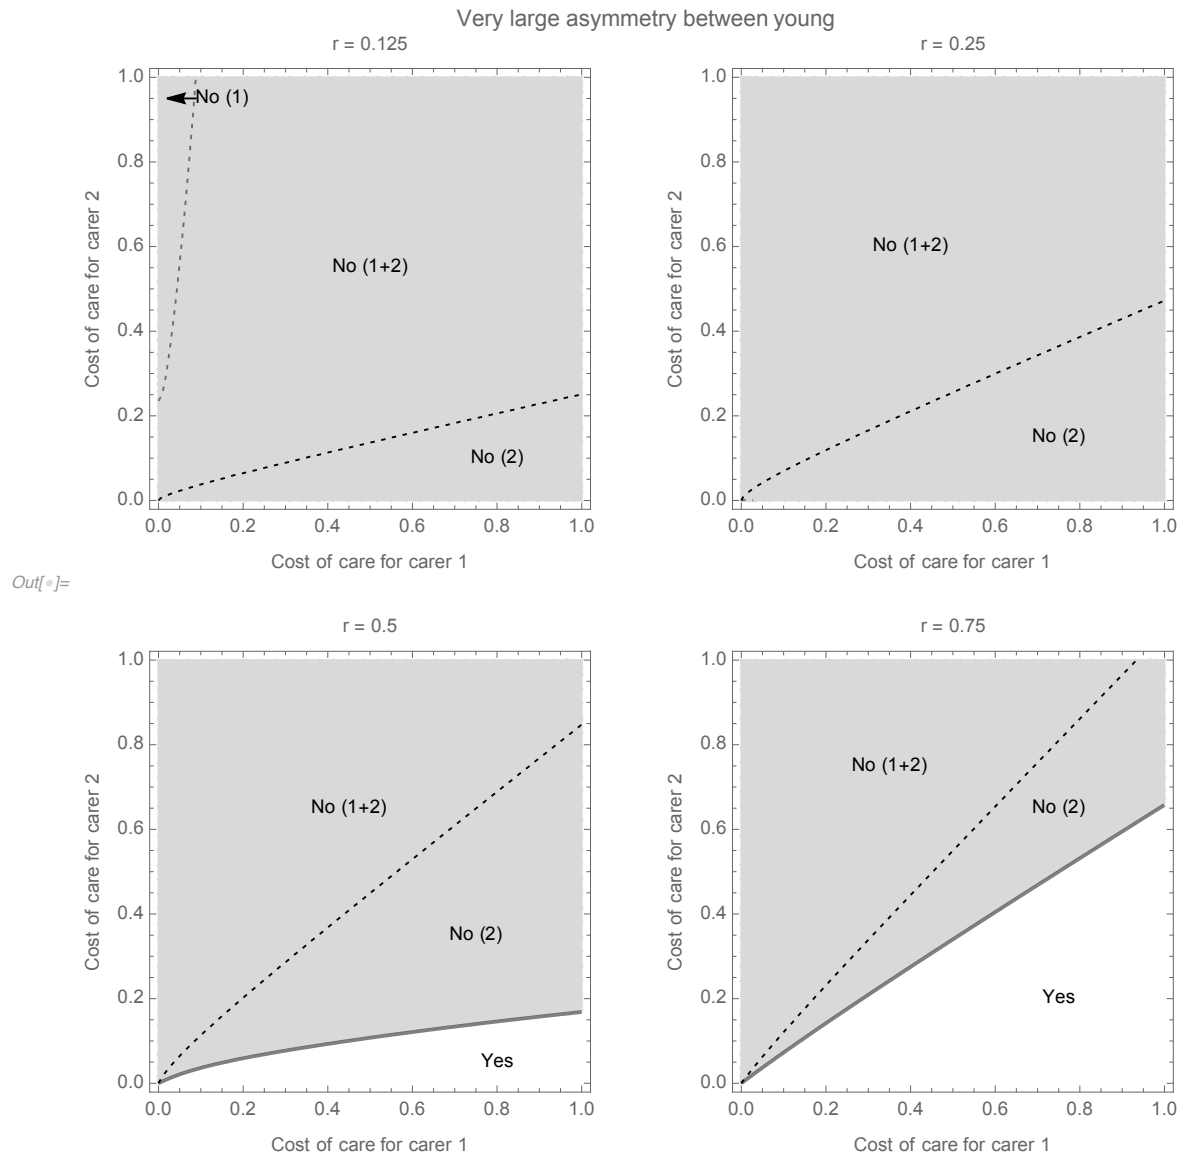 Very large asymmetry between young
r = 0.125
r = 0.25
1.0
0.8
0.6
0.4
0.2
0.0
Cost of care for carer 2
No (1)
No (1+2)
No (2)
0.0 0.2 0.4 0.6 0.8 1.0
Cost of care for carer 1
1.0
0.8
0.6
0.4
0.2
0.0
Cost of care for carer 2
No (1+2)
No (2)
0.0 0.2 0.4 0.6 0.8 1.0
Cost of care for carer 1
Out[•]=
r = 0.5
r = 0.75
1.0
0.8
0.6
0.4
0.2
0.0
Cost of care for carer 2
No (1+2)
No (2)
Yes
0.0 0.2 0.4 0.6 0.8 1.0
Cost of care for carer 1
1.0
0.8
0.6
0.4
0.2
0.0
Cost of care for carer 2
No (1+2)
No (2)
Yes
0.0 0.2 0.4 0.6 0.8 1.0
Cost of care for carer 1